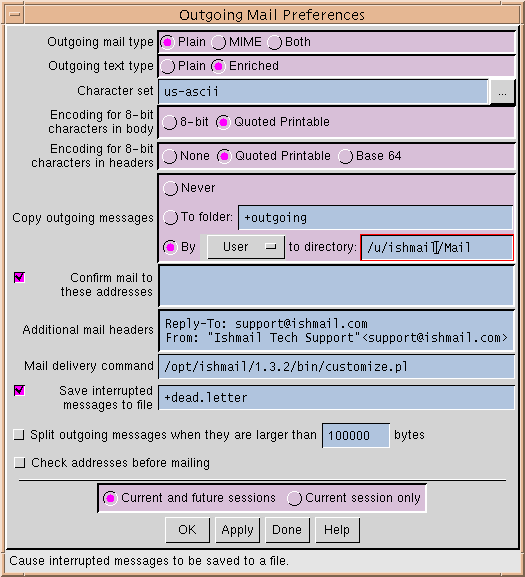 Outgoing Mail Preferences
Outgoing mail type Plain MIME Both
Outgoing text type Plain Enriched
Character set us-ascii ...
Encoding for 8-bit
characters in body 8-bit Quoted Printable
Encoding for 8-bit
characters in headers None Quoted Printable Base 64
Never
Copy outgoing messages To folder: +outgoing
By User to directory: /u/ishmail/Mail
Confirm mail to
these addresses
Additional mail headers Reply-To: support@ishmail.com
From: "Ishmail Tech Support"<support@ishmail.com>
Mail delivery command /opt/ishmail/1.3.2/bin/customize.pl
Save interrupted
messages to file +dead.letter
Split outgoing messages when they are larger than 100000 bytes
Check addresses before mailing
Current and future sessions Current session only
OK Apply Done Help
Cause interrupted messages to be saved to a file.